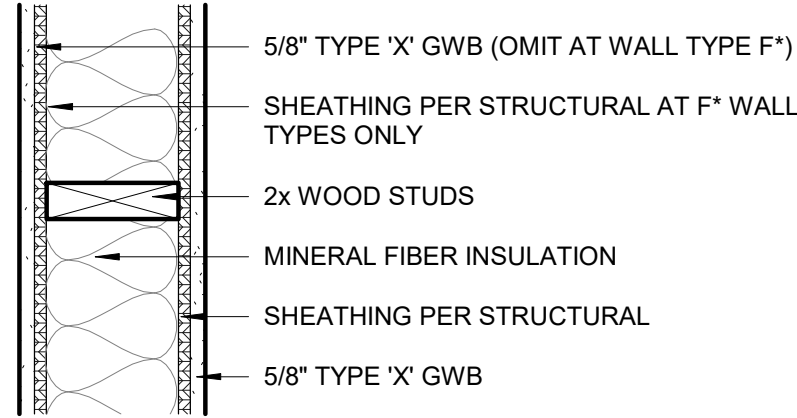 5/8" TYPE 'X' GWB (OMIT AT WALL TYPE F*)
SHEATHING PER STRUCTURAL AT F* WALL
TYPES ONLY
2x WOOD STUDS
MINERAL FIBER INSULATION
SHEATHING PER STRUCTURAL
5/8" TYPE 'X' GWB